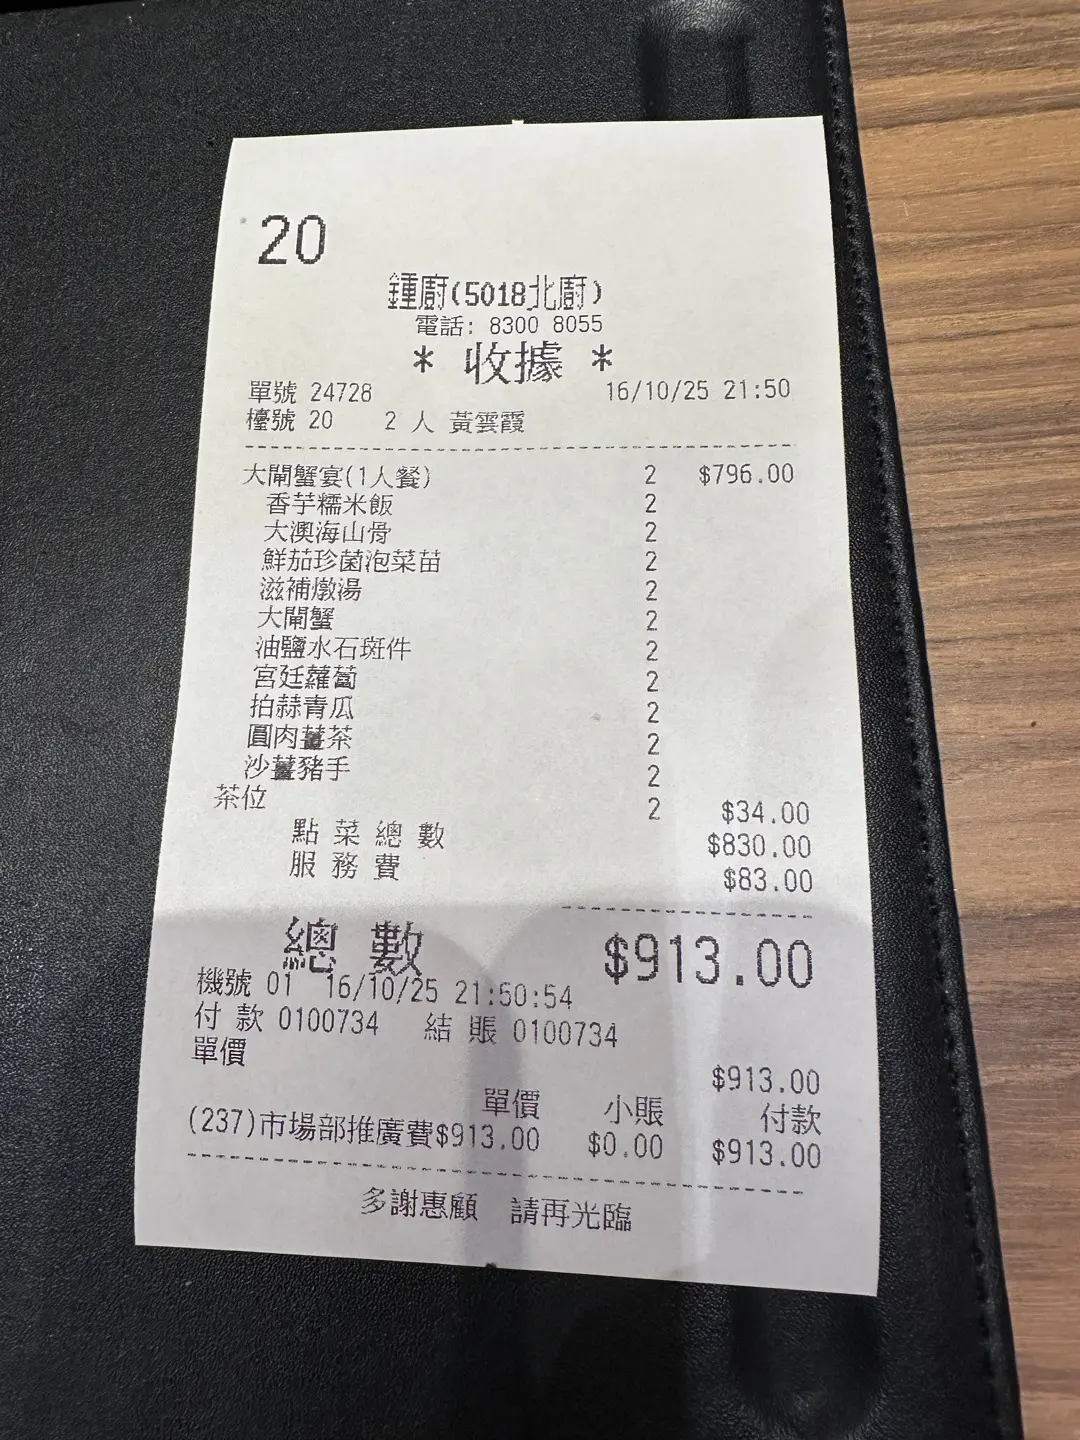 20
鍾廚(5018北廚)
電話: 8300 8055
* 收據 *
單號 24728 16/10/25 21:50
檯號 20 2 人 黃雲霞
大閘蟹宴(1人餐) 2 $796.00
香芋糯米飯 2
大澳海山骨 2
鮮茄珍菌泡菜苗 2
滋補燉湯 2
大閘蟹 2
油鹽水石斑件 2
宮廷蘿蔔 2
拍蒜青瓜 2
圓肉薑茶 2
沙薑豬手 2
茶位 2 $34.00
點菜總數 $830.00
服務費 $83.00
總數 $913.00
機號 01 16/10/25 21:50:54
付款 0100734 結賬 0100734
單價 $913.00
單價 小賬 付款
(237)市場部推廣費$913.00 $0.00 $913.00
多謝惠顧 請再光臨